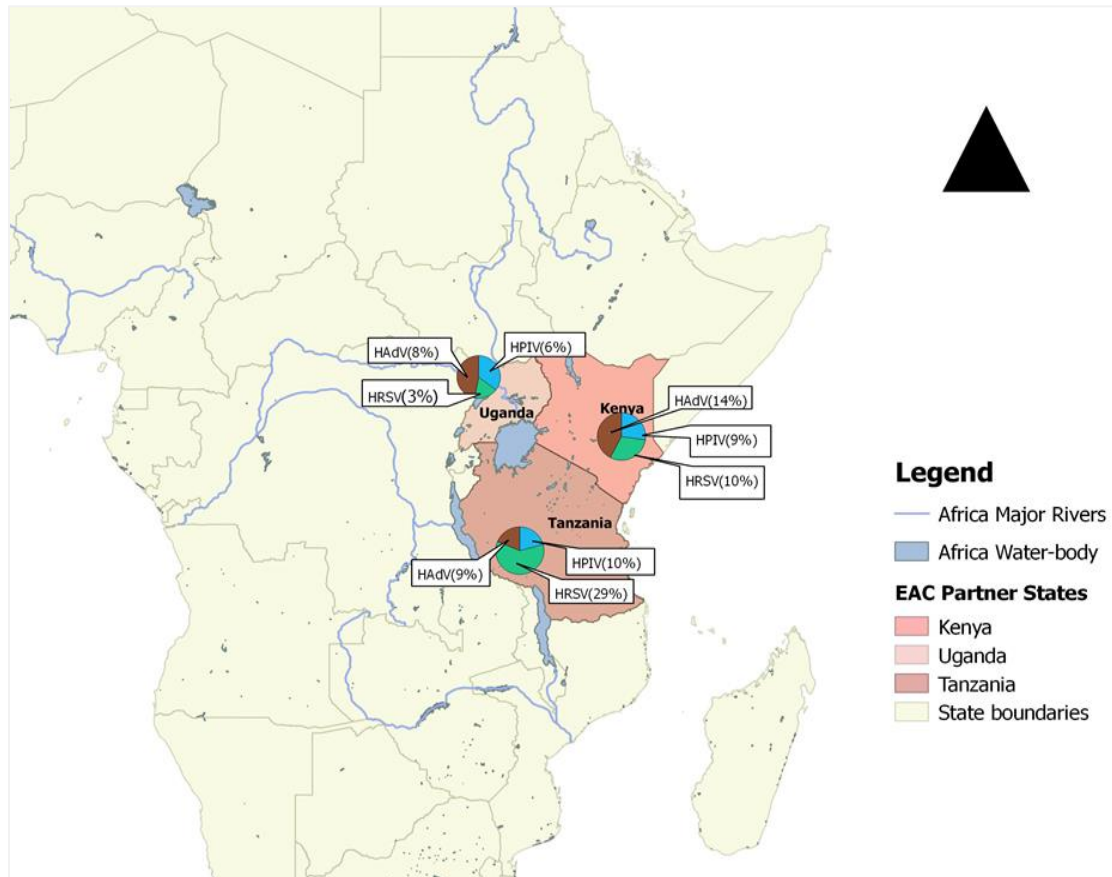 HAdV(8%)
HPIV(6%)
HRSV(3%)
Uganda
Kenya
HAdV(14%)
HPIV(9%)
HRSV(10%)
Tanzania
HAdV(9%)
HPIV(10%)
HRSV(29%)
Legend
Africa Major Rivers
Africa Water-body
EAC Partner States
Kenya
Uganda
Tanzania
State boundaries